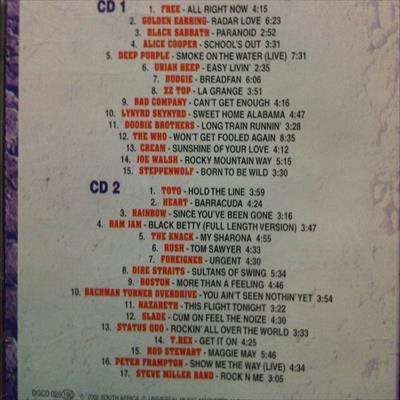 CD 1
1. FREE - ALL RIGHT NOW 4:15
2. GOLDEN EARRING- RADAR LOVE 6:23
3. BLACK SABBATH - PARANOID 2:52
4. ALICE COOPER - SCHOOL'S OUT 3:31
5. DEEP PURPLE - SMOKE ON THE WATER (LIVE) 7:31
6. URIAH HEEP - EASY LIVIN' 2:35
7. BUDGIE - BREADFAN 6:06
8. ZZ TOP - LA GRANGE 3:51
9. BAD COMPANY - CAN'T GET ENOUGH 4:16
10. LYNYRD SKYNYRD - SWEET HOME ALABAMA 4:47
11. DOOBIE BROTHERS - LONG TRAIN RUNNIN' 3:28
12. THE WHO - WON'T GET FOOLED AGAIN 8:35
13. CREAM - SUNSHINE OF YOUR LOVE 4:12
14. JOE WALSH - ROCKY MOUNTAIN WAY 5:10
15. STEPPENWOLF - BORN TO BE WILD 3:30
CD 2
1. TOTO - HOLD THE LINE 3:59
2. HEART - BARRACUDA 4:24
3. RAINBOW - SINCE YOU'VE BEEN GONE 3:16
4. RAM JAM - BLACK BETTY (FULL LENGTH VERSION) 3:47
5. THE KNACK - MY SHARONA 4:55
6. RUSH - TOM SAWYER 4:33
7. FOREIGNER - URGENT 4:30
8. DIRE STRAITS - SULTANS OF SWING 5:34
9. BOSTON - MORE THAN A FEELING 4:46
10. BACHMAN TURNER OVERDRIVE - YOU AIN'T SEEN NOTHIN' YET 3:54
11. NAZARETH - THIS FLIGHT TONIGHT 3:21
12. SLADE - CUM ON FEEL THE NOIZE 4:30
13. STATUS QUO - ROCKIN' ALL OVER THE WORLD 3:33
14. T.REX - GET IT ON 4:25
15. ROD STEWART - MAGGIE MAY 5:46
16. PETER FRAMPTON - SHOW ME THE WAY (LIVE) 4:34
17. STEVE MILLER BAND - ROCK N ME 3:05
© 2002 SOUTH AFRICA © UNIVERSAL MUSIC